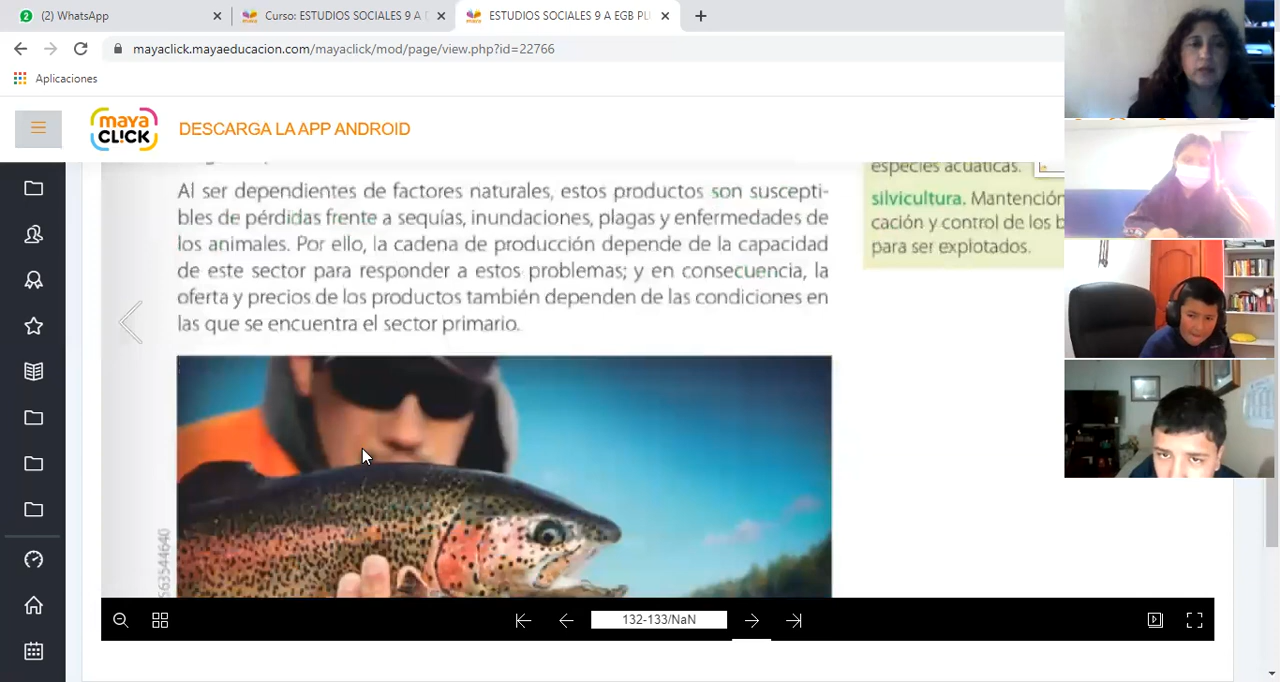 (2) WhatsApp
Curso: ESTUDIOS SOCIALES 9 A
ESTUDIOS SOCIALES 9 A EGB
mayaclick.mayaeducacion.com/mayaclick/mod/page/view.php?id=22766
Aplicaciones
maya
CLICK
DESCARGA LA APP ANDROID
especies acuáticas.
Al ser dependientes de factores naturales, estos productos son suscepti-
silvicultura. Mantención
bles de pérdidas frente a sequías, inundaciones, plagas y enfermedades de
cación y control de los
los animales. Por ello, la cadena de producción depende de la capacidad
para ser explotados.
de este sector para responder a estos problemas; y en consecuencia, la
oferta y precios de los productos también dependen de las condiciones en
las que se encuentra el sector primario.
563544640
132-133/NaN